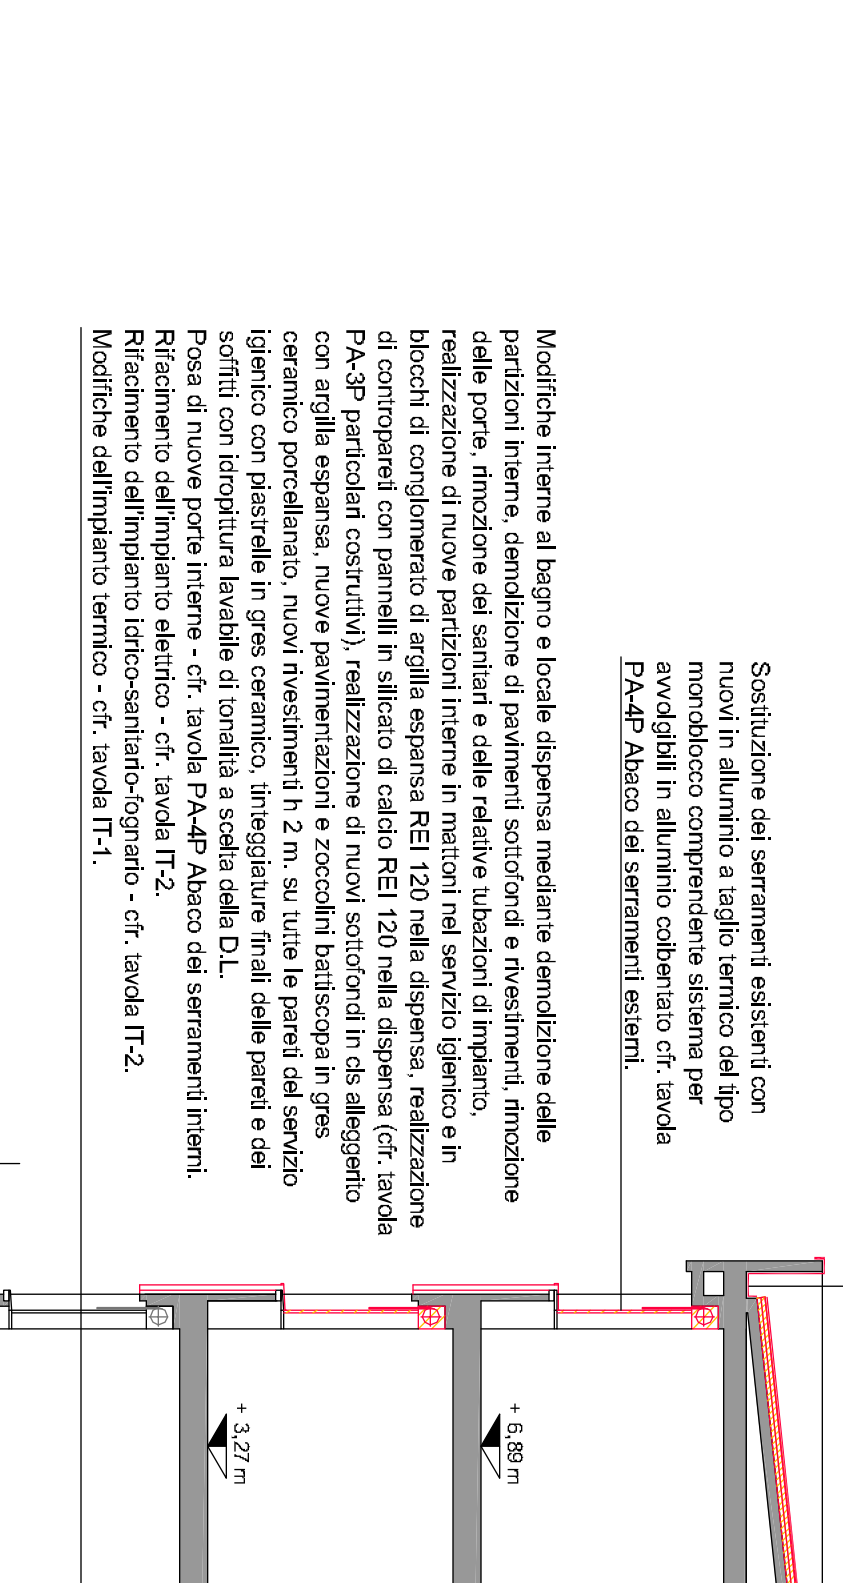 Sostituzione dei serramenti esistenti con
nuovi in alluminio a taglio termico del tipo
monoblocco comprendente sistema per
avvolgibili in alluminio coibentato cfr. tavola
PA-4P Abaco dei serramenti esterni.
Modifiche interne al bagno e locale dispensa mediante demolizione delle
partizioni interne, demolizione di pavimenti sottofondi e rivestimenti, rimozione
delle porte, rimozione dei sanitari e delle relative tubazioni di impianto,
realizzazione di nuove partizioni interne in mattoni nel servizio igienico e in
blocchi di conglomerato di argilla espansa REI 120 nella dispensa, realizzazione
di contropareti con pannelli in silicato di calcio REI 120 nella dispensa (cfr. tavola
PA-3P particolari costruttivi), realizzazione di nuovi sottofondi in cls alleggerito
con argilla espansa, nuove pavimentazioni e zoccolini battiscopa in gres
ceramico porcellanato, nuovi rivestimenti h 2 m. su tutte le pareti del servizio
igienico con piastrelle in gres ceramico, tinteggiature finali delle pareti e dei
soffitti con idropittura lavabile di tonalità a scelta della D.L.
Posa di nuove porte interne - cfr. tavola PA-4P Abaco dei serramenti interni.
Rifacimento dell'impianto elettrico - cfr. tavola IT-2.
Rifacimento dell'impianto idrico-sanitario-fognario - cfr. tavola IT-2.
Modifiche dell'impianto termico - cfr. tavola IT-1.
+ 6,89 m
+ 3,27 m